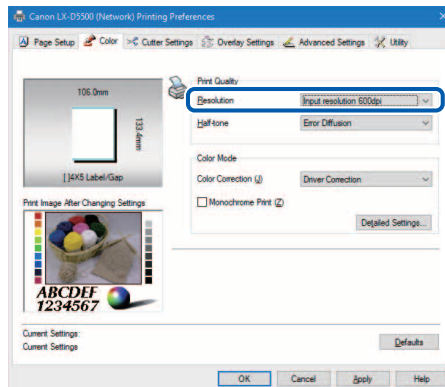 Canon LX-D5500 (Network) Printing Preferences
Page Setup Color Cutter Settings Overlay Settings Advanced Settings Utility
106.0mm
133.4mm
[ ]4X5 Label/Gap
Print Quality
Resolution Input resolution 600dpi
Half-tone Error Diffusion
Color Mode
Color Correction (J) Driver Correction
Monochrome Print (Z)
Detailed Settings...
Print Image After Changing Settings
ABCDEF
1234567
Current Settings:
Current Settings
Defaults
OK Cancel Apply Help